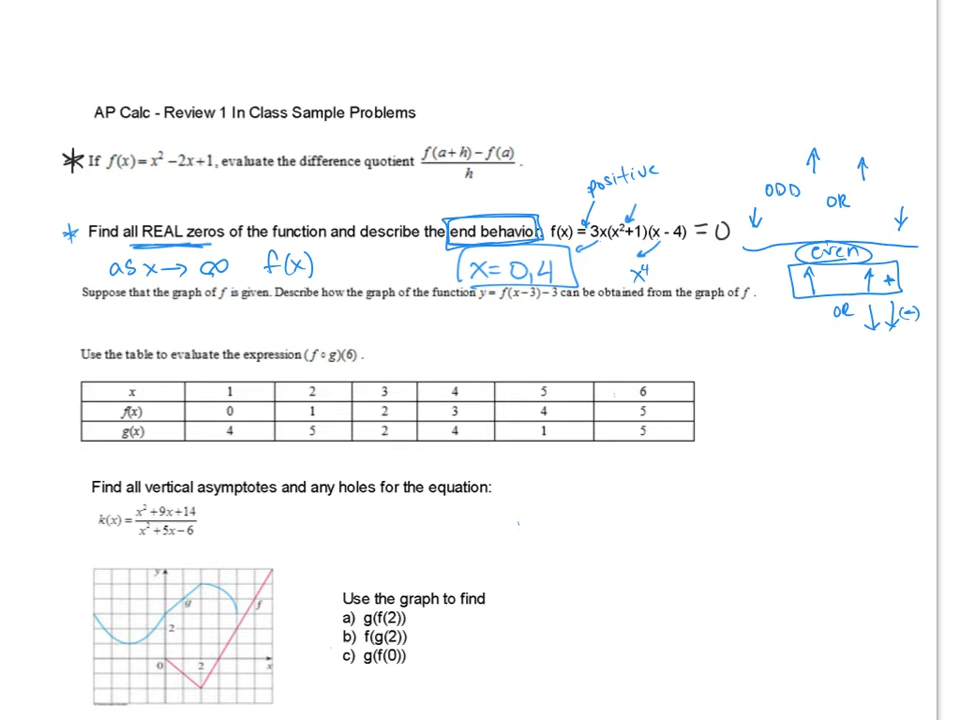 AP Calc - Review 1 In Class Sample Problems
* If f(x)= x² −2x+1, evaluate the difference quotient f(a+h)−f(a) / h .
positive
ODD
OR
* Find all REAL zeros of the function and describe the end behavior. f(x) = 3x(x²+1)(x - 4) = 0
as x → ∞ f(x)
x = 0,4
x⁴
even
+
OR
(-)
Suppose that the graph of f is given. Describe how the graph of the function y = f(x−3)−3 can be obtained from the graph of f .
Use the table to evaluate the expression (f ∘ g)(6) .
x 1 2 3 4 5 6
f(x) 0 1 2 3 4 5
g(x) 4 5 2 4 1 5
Find all vertical asymptotes and any holes for the equation:
k(x) = x² +9x+14 / x² +5x−6
y
g
f
2
0
2
x
Use the graph to find
a) g(f(2))
b) f(g(2))
c) g(f(0))